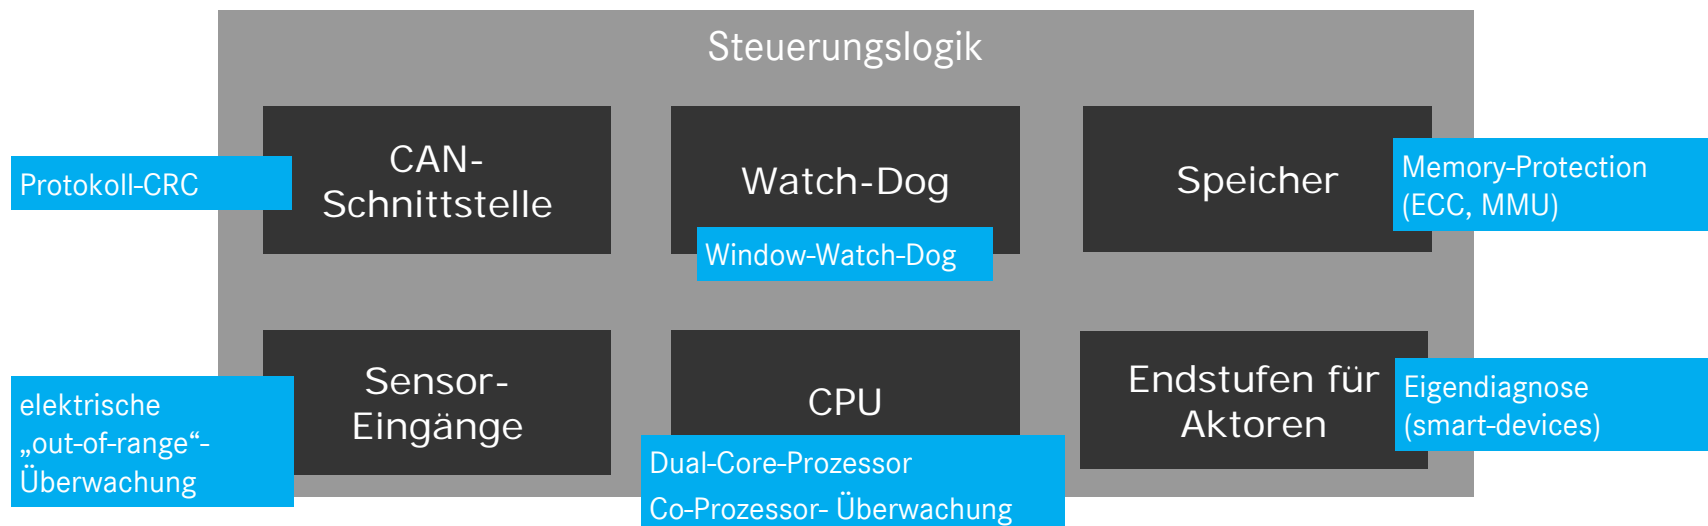 Steuerungslogik
CAN-
Schnittstelle
Protokoll-CRC
Watch-Dog
Window-Watch-Dog
Speicher
Memory-Protection
(ECC, MMU)
Sensor-
Eingänge
elektrische
„out-of-range“-
Überwachung
CPU
Dual-Core-Prozessor
Co-Prozessor- Überwachung
Endstufen für
Aktoren
Eigendiagnose
(smart-devices)